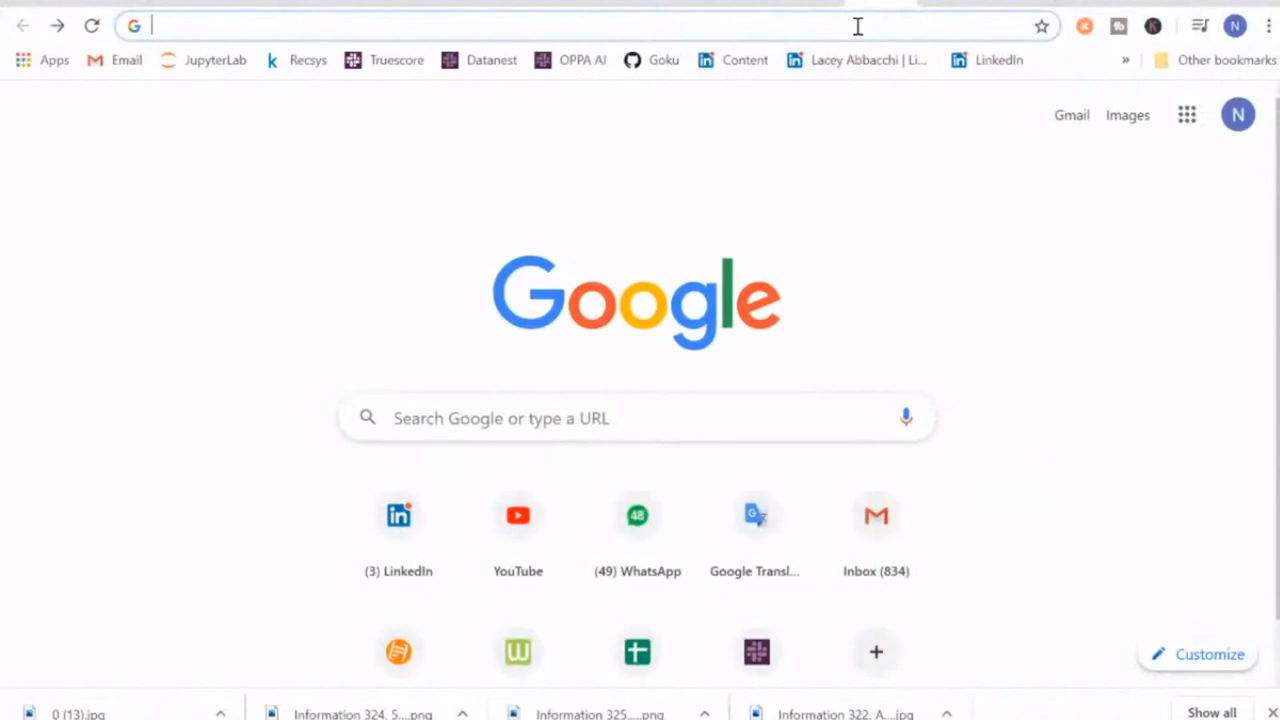 Apps Email JupyterLab Recsys Truescore Datanest OPPA AI Goku Content Lacey Abbacchi | Li... LinkedIn » Other bookmarks
Gmail Images N
Google
Search Google or type a URL
48
(3) LinkedIn YouTube (49) WhatsApp Google Transl... Inbox (834)
Customize
0 (13).jpg Information 324. 5....png Information 325.....png Information 322. A....jpg Show all